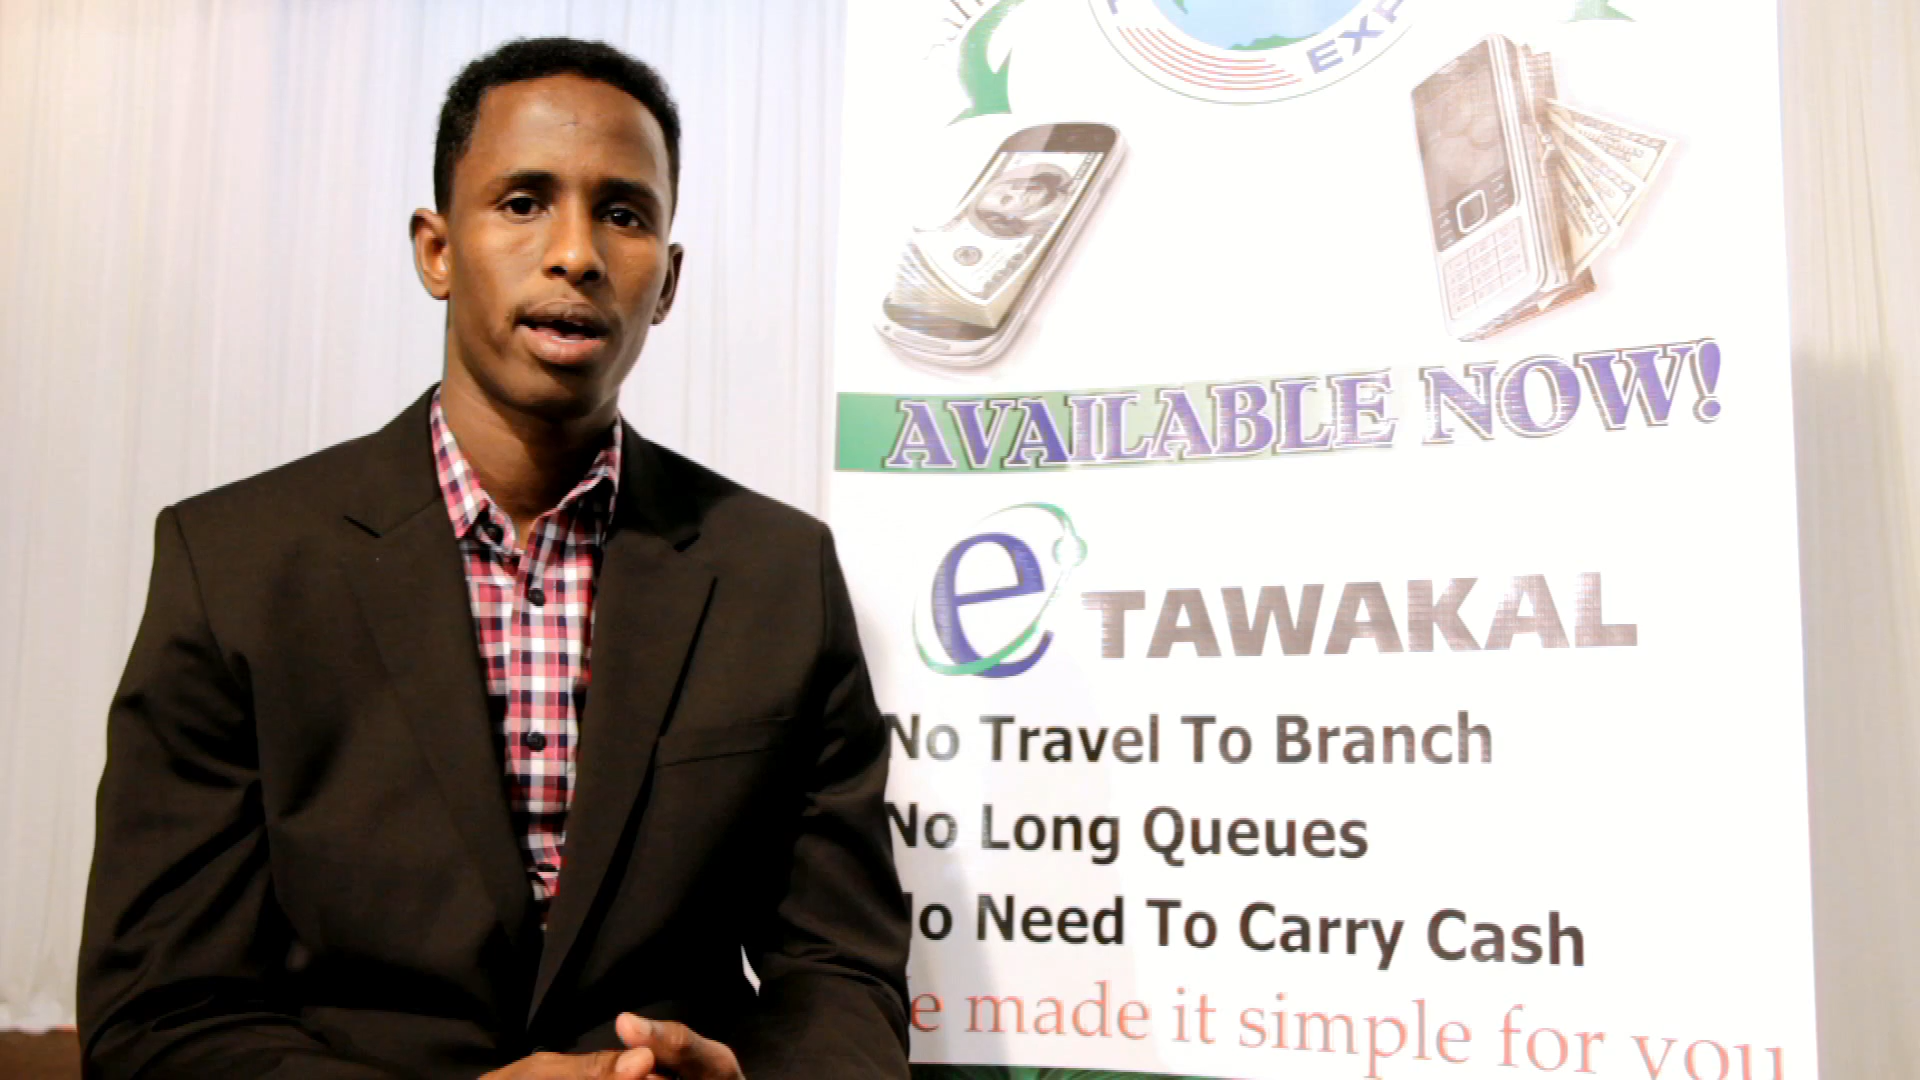 EXP
AVAILABLE NOW!
e TAWAKAL
No Travel To Branch
No Long Queues
Need To Carry Cash
made it simple for you